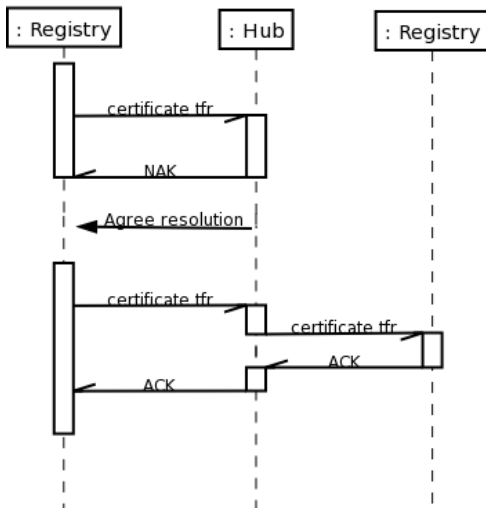 : Registry
: Hub
: Registry
certificate tfr
NAK
Agree resolution
certificate tfr
certificate tfr
ACK
ACK